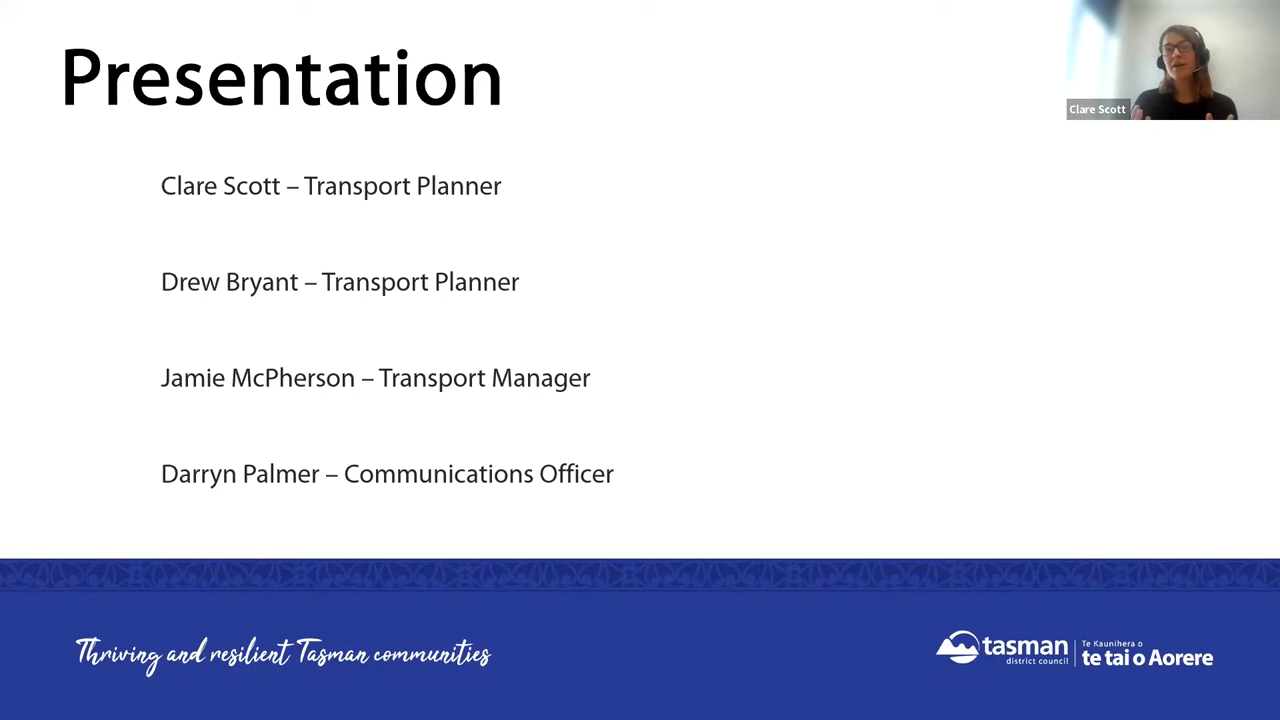 Presentation
Clare Scott
Clare Scott – Transport Planner
Drew Bryant – Transport Planner
Jamie McPherson – Transport Manager
Darryn Palmer – Communications Officer
Thriving and resilient Tasman communities
tasman
district council
Te Kaunihera o
te tai o Aorere